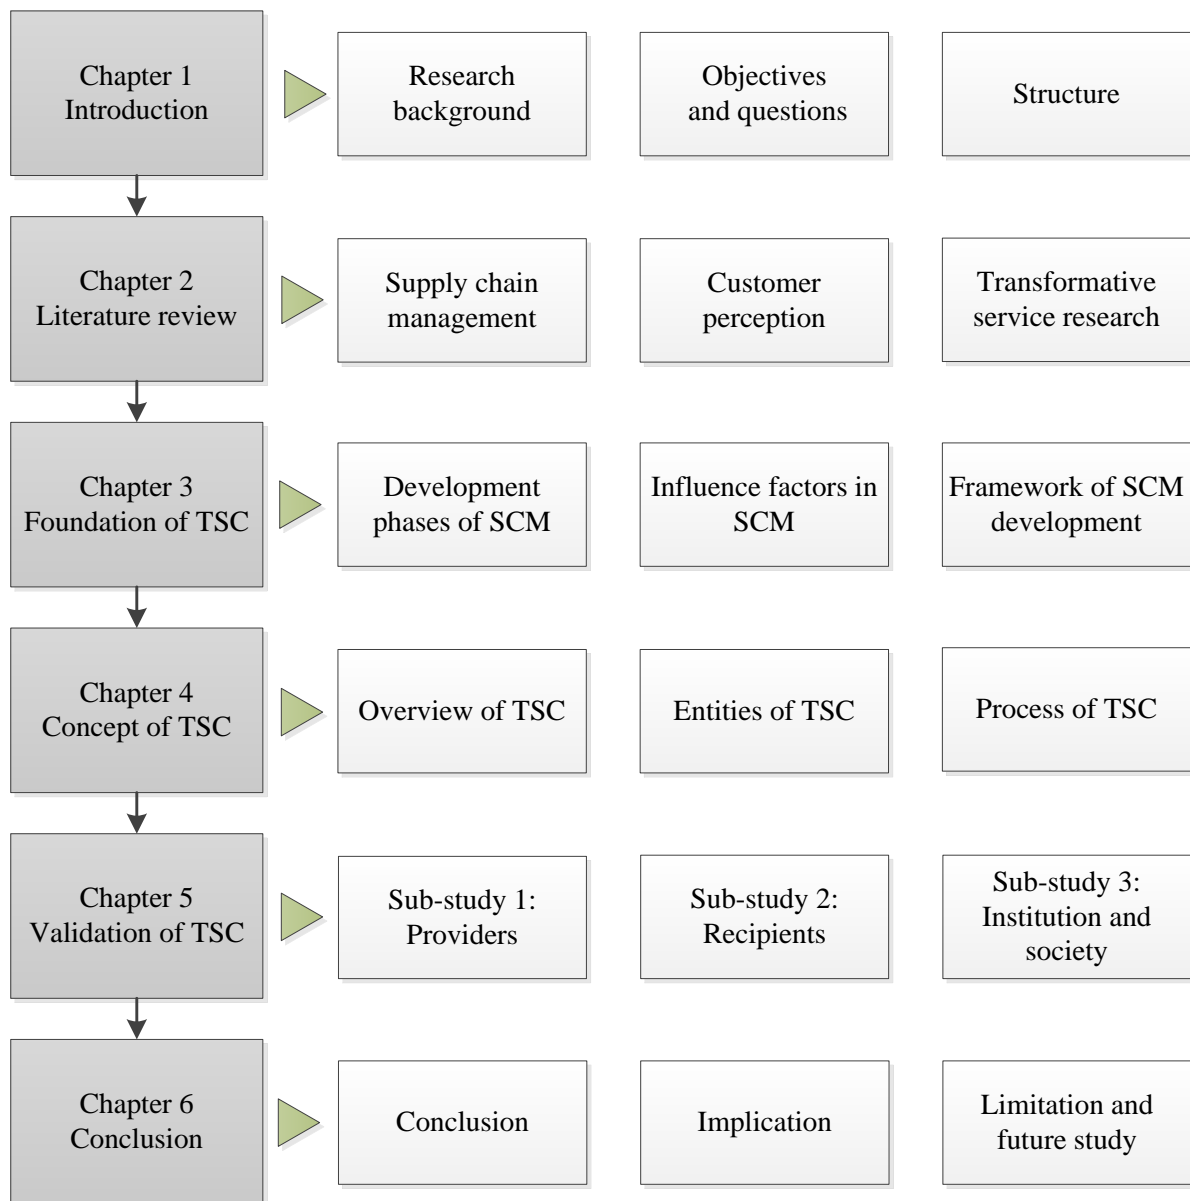 Chapter 1
Introduction
Research
background
Objectives
and questions
Structure
Chapter 2
Literature review
Supply chain
management
Customer
perception
Transformative
service research
Chapter 3
Foundation of TSC
Development
phases of SCM
Influence factors in
SCM
Framework of SCM
development
Chapter 4
Concept of TSC
Overview of TSC
Entities of TSC
Process of TSC
Chapter 5
Validation of TSC
Sub-study 1:
Providers
Sub-study 2:
Recipients
Sub-study 3:
Institution and
society
Chapter 6
Conclusion
Conclusion
Implication
Limitation and
future study